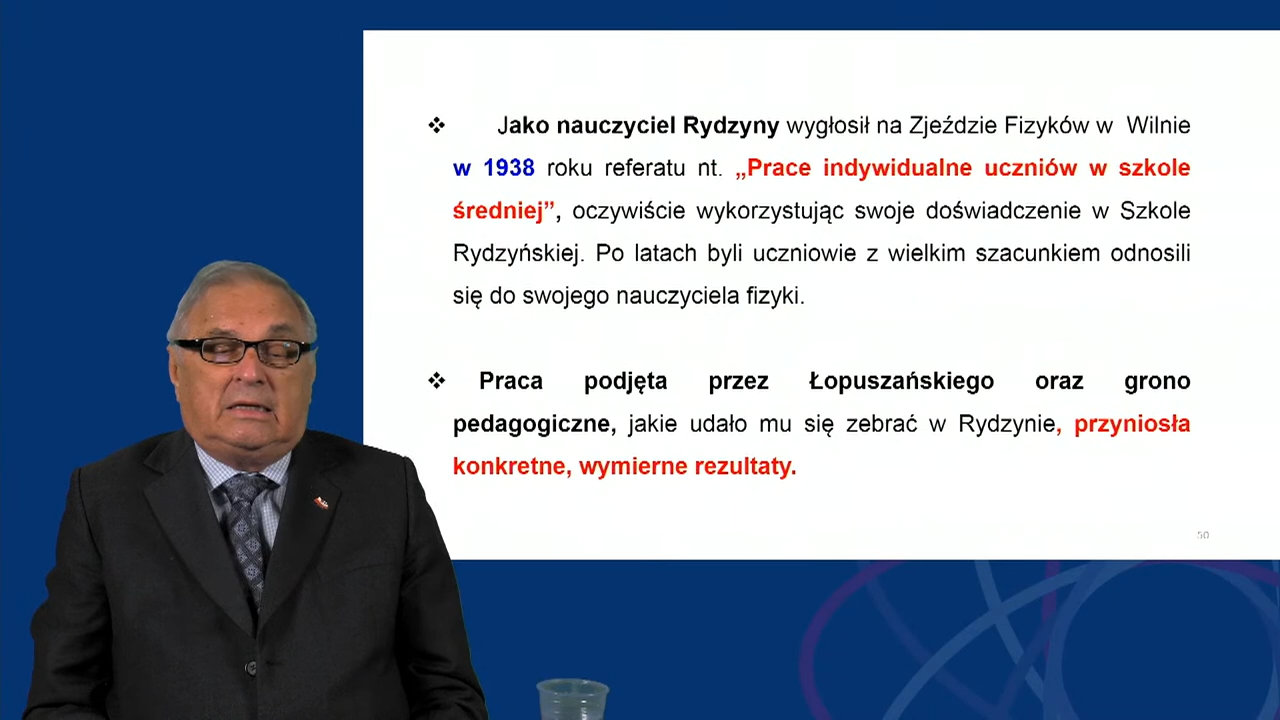 ❖ Jako nauczyciel Rydzyny wygłosił na Zjeździe Fizyków w Wilnie
w 1938 roku referatu nt. „Prace indywidualne uczniów w szkole
średniej”, oczywiście wykorzystując swoje doświadczenie w Szkole
Rydzyńskiej. Po latach byli uczniowie z wielkim szacunkiem odnosili
się do swojego nauczyciela fizyki.
❖ Praca podjęta przez Łopuszańskiego oraz grono
pedagogiczne, jakie udało mu się zebrać w Rydzynie, przyniosła
konkretne, wymierne rezultaty.
50